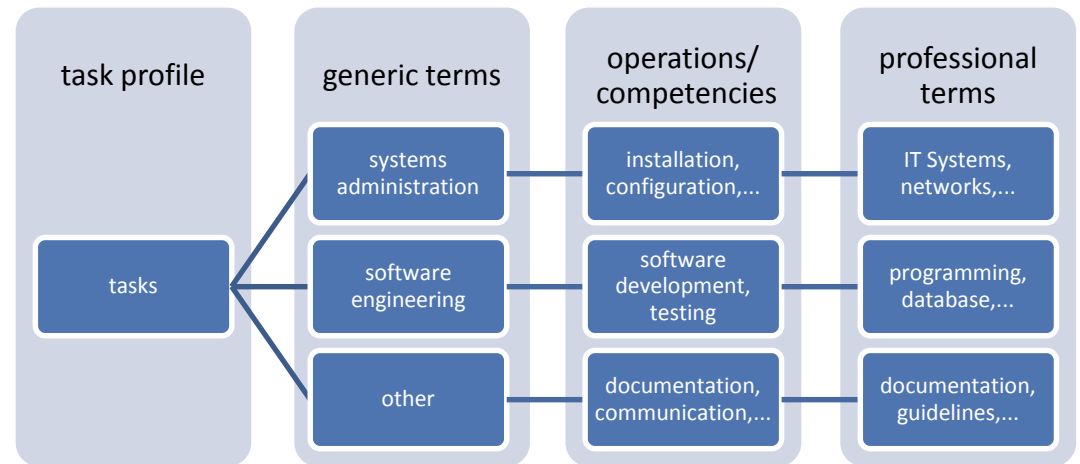 task profile
generic terms
operations/
competencies
professional
terms
tasks
systems
administration
installation,
configuration,...
IT Systems,
networks,...
software
engineering
software
development,
testing
programming,
database,...
other
documentation,
communication,...
documentation,
guidelines,...